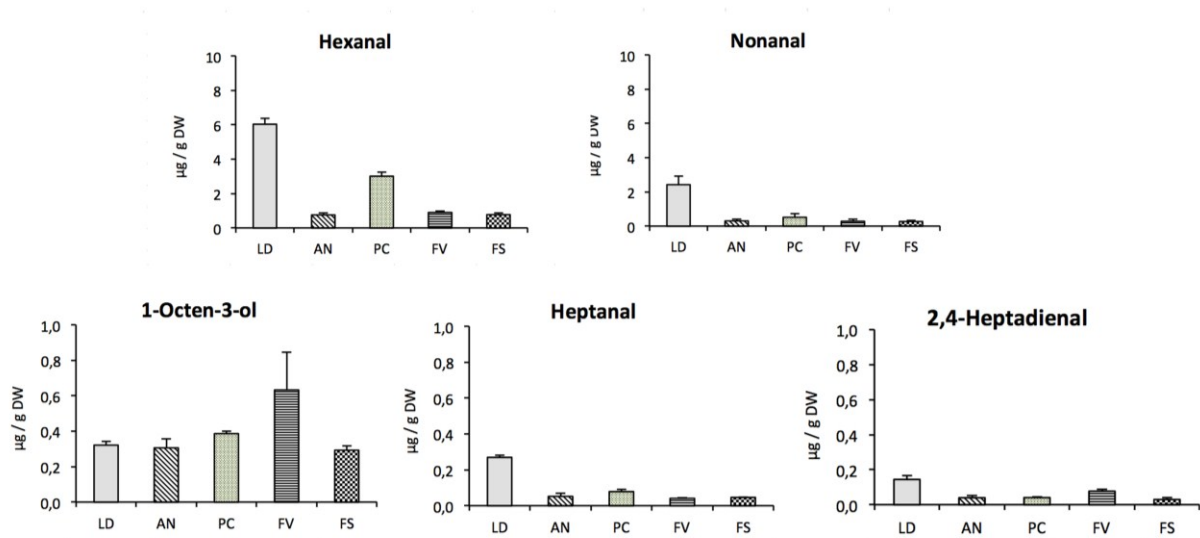 Hexanal
10
8
6
4
2
0
µg / g DW
LD AN PC FV FS
Nonanal
10
8
6
4
2
0
µg / g DW
LD AN PC FV FS
1-Octen-3-ol
1,0
0,8
0,6
0,4
0,2
0,0
µg / g DW
LD AN PC FV FS
Heptanal
1,0
0,8
0,6
0,4
0,2
0,0
µg / g DW
LD AN PC FV FS
2,4-Heptadienal
1,0
0,8
0,6
0,4
0,2
0,0
µg / g DW
LD AN PC FV FS